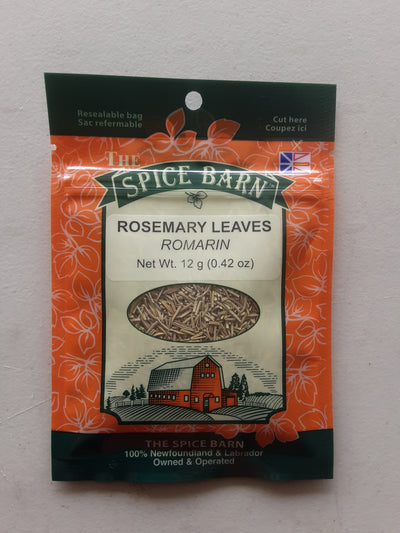 Resealable bag
Sac refermable
Cut here
Coupez ici
THE
SPICE BARN
ROSEMARY LEAVES
ROMARIN
Net Wt. 12 g (0.42 oz)
THE SPICE BARN
100% Newfoundland & Labrador
Owned & Operated